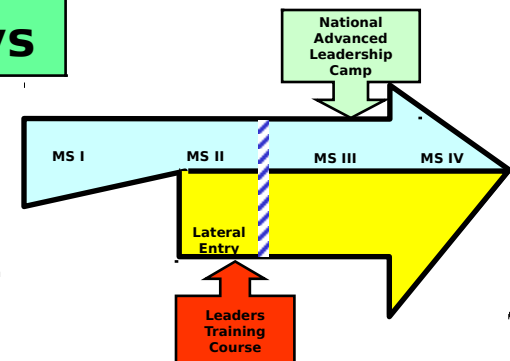 National
Advanced
Leadership
Camp
MS I MS II MS III MS IV
Lateral
Entry
Leaders
Training
Course